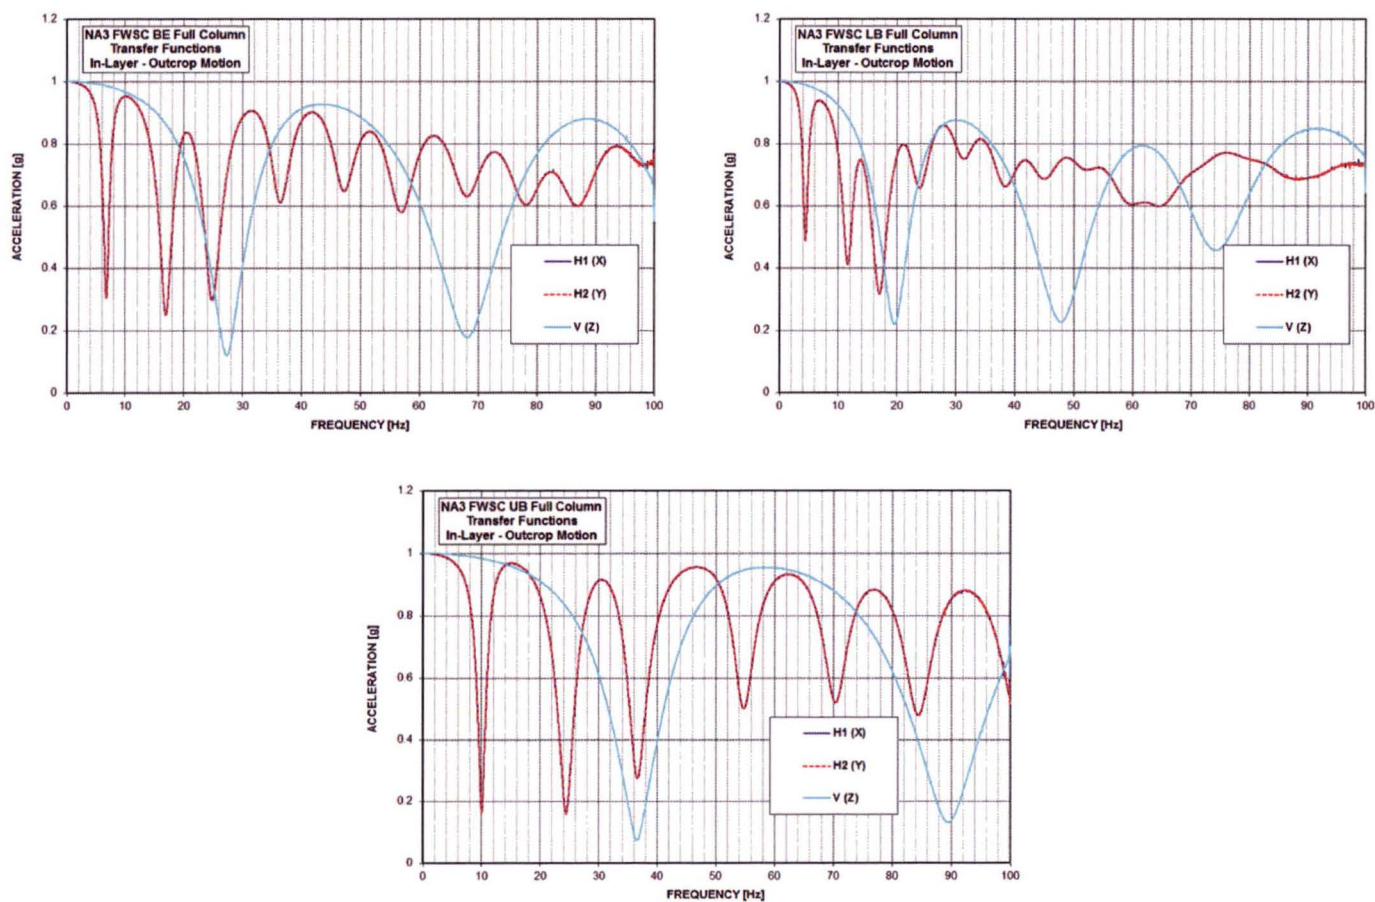 NA3 FWSC BE Full Column
Transfer Functions
In-Layer - Outcrop Motion
ACCELERATION [g]
1.2
1
0.8
0.6
0.4
0.2
0
H1 (X)
H2 (Y)
V (Z)
0 10 20 30 40 50 60 70 80 90 100
FREQUENCY [Hz]
NA3 FWSC LB Full Column
Transfer Functions
In-Layer - Outcrop Motion
ACCELERATION [g]
1.2
1
0.8
0.6
0.4
0.2
0
H1 (X)
H2 (Y)
V (Z)
0 10 20 30 40 50 60 70 80 90 100
FREQUENCY [Hz]
NA3 FWSC UB Full Column
Transfer Functions
In-Layer - Outcrop Motion
ACCELERATION [g]
1.2
1
0.8
0.6
0.4
0.2
0
H1 (X)
H2 (Y)
V (Z)
0 10 20 30 40 50 60 70 80 90 100
FREQUENCY [Hz]